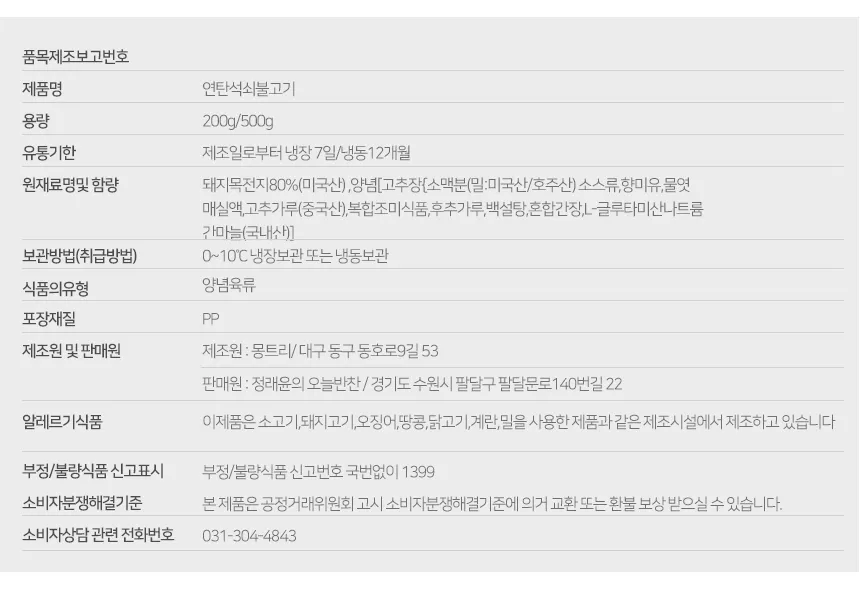 품목제조보고번호
제품명 연탄석쇠불고기
용량 200g/500g
유통기한 제조일로부터 냉장 7일/냉동12개월
원재료명및 함량 돼지목전지80%(미국산) ,양념[고추장{소맥분(밀:미국산/호주산) 소스류,향미유,물엿
매실액,고추가루(중국산),복합조미식품,후추가루,백설탕,혼합간장,L-글루타미산나트륨
간마늘(국내산)]
보관방법(취급방법) 0~10℃ 냉장보관 또는 냉동보관
식품의유형 양념육류
포장재질 PP
제조원 및 판매원 제조원 : 몽트리/ 대구 동구 동호로9길 53
판매원 : 정래윤의 오늘반찬 / 경기도 수원시 팔달구 팔달문로140번길 22
알레르기식품 이제품은 소고기,돼지고기,오징어,땅콩,닭고기,계란,밀을 사용한 제품과 같은 제조시설에서 제조하고 있습니다
부정/불량식품 신고표시 부정/불량식품 신고번호 국번없이 1399
소비자분쟁해결기준 본 제품은 공정거래위원회 고시 소비자분쟁해결기준에 의거 교환 또는 환불 보상 받으실 수 있습니다.
소비자상담 관련 전화번호 031-304-4843